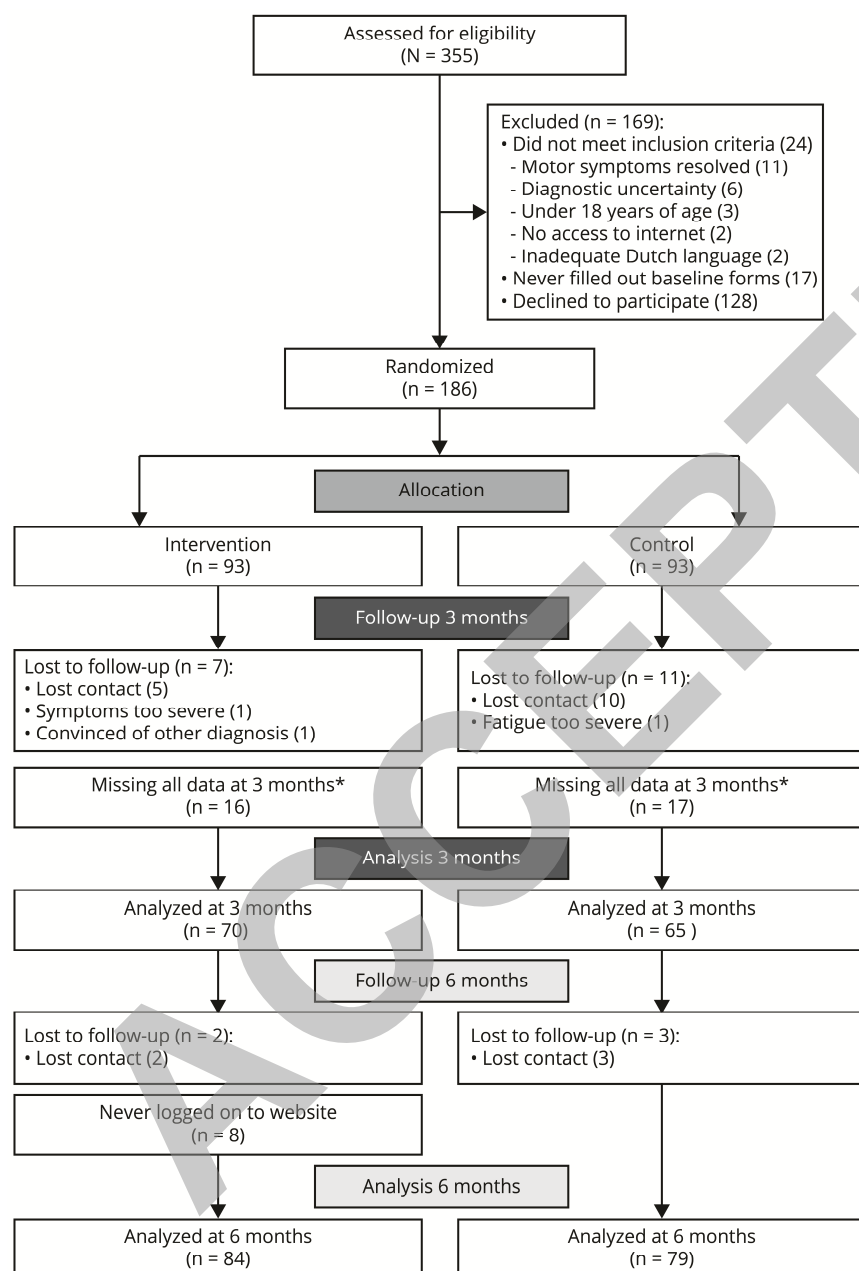 Assessed for eligibility
(N = 355)
Excluded (n = 169):
• Did not meet inclusion criteria (24)
- Motor symptoms resolved (11)
- Diagnostic uncertainty (6)
- Under 18 years of age (3)
- No access to internet (2)
- Inadequate Dutch language (2)
• Never filled out baseline forms (17)
• Declined to participate (128)
Randomized
(n = 186)
Allocation
Intervention
(n = 93)
Control
(n = 93)
Follow-up 3 months
Lost to follow-up (n = 7):
• Lost contact (5)
• Symptoms too severe (1)
• Convinced of other diagnosis (1)
Lost to follow-up (n = 11):
• Lost contact (10)
• Fatigue too severe (1)
Missing all data at 3 months*
(n = 16)
Missing all data at 3 months*
(n = 17)
Analysis 3 months
Analyzed at 3 months
(n = 70)
Analyzed at 3 months
(n = 65 )
Follow-up 6 months
Lost to follow-up (n = 2):
• Lost contact (2)
Lost to follow-up (n = 3):
• Lost contact (3)
Never logged on to website
(n = 8)
Analysis 6 months
Analyzed at 6 months
(n = 84)
Analyzed at 6 months
(n = 79)
ACCEPT